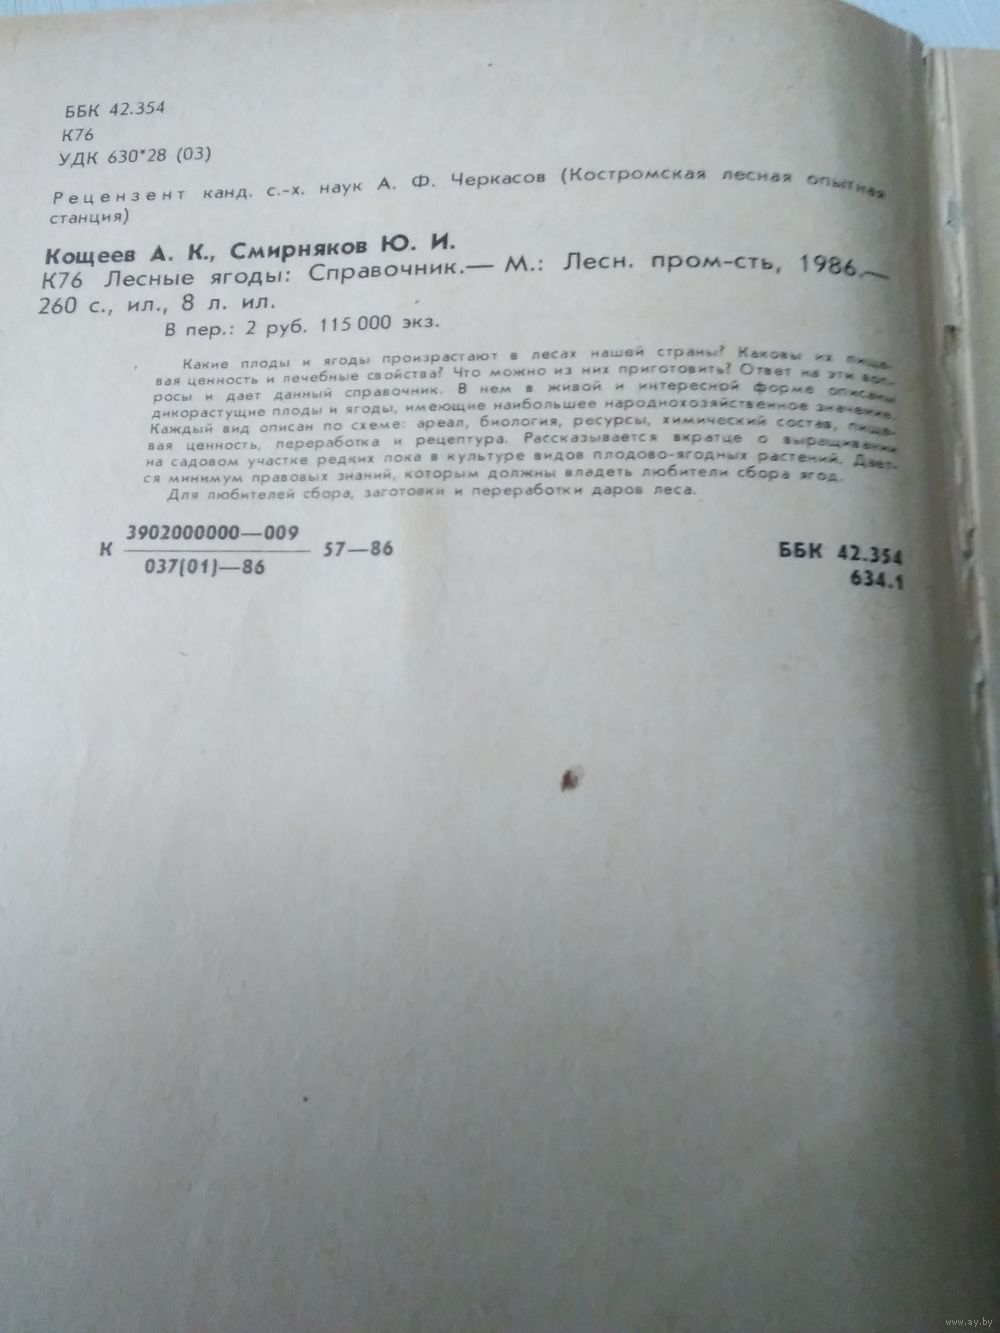 ББК 42.354
К76
УДК 630*28 (03)
Рецензент канд. с.-х. наук А. Ф. Черкасов (Костромская лесная опытная
станция)
Кощеев А. К., Смирняков Ю. И.
К76 Лесные ягоды: Справочник.— М.: Лесн. пром-сть, 1986.—
260 с., ил., 8 л. ил.
В пер.: 2 руб. 115 000 экз.
Какие плоды и ягоды произрастают в лесах нашей страны? Каковы их пище-
вая ценность и лечебные свойства? Что можно из них приготовить? Ответ на эти воп-
росы и дает данный справочник. В нем в живой и интересной форме описаны
дикорастущие плоды и ягоды, имеющие наибольшее народнохозяйственное значение.
Каждый вид описан по схеме: ареал, биология, ресурсы, химический состав, пище-
вая ценность, переработка и рецептура. Рассказывается вкратце о выращивании
на садовом участке редких пока в культуре видов плодово-ягодных растений. Дает-
ся минимум правовых знаний, которым должны владеть любители сбора ягод.
Для любителей сбора, заготовки и переработки даров леса.
К 3902000000—009 57—86
037(01)—86
ББК 42.354
634.1
www.ay.by